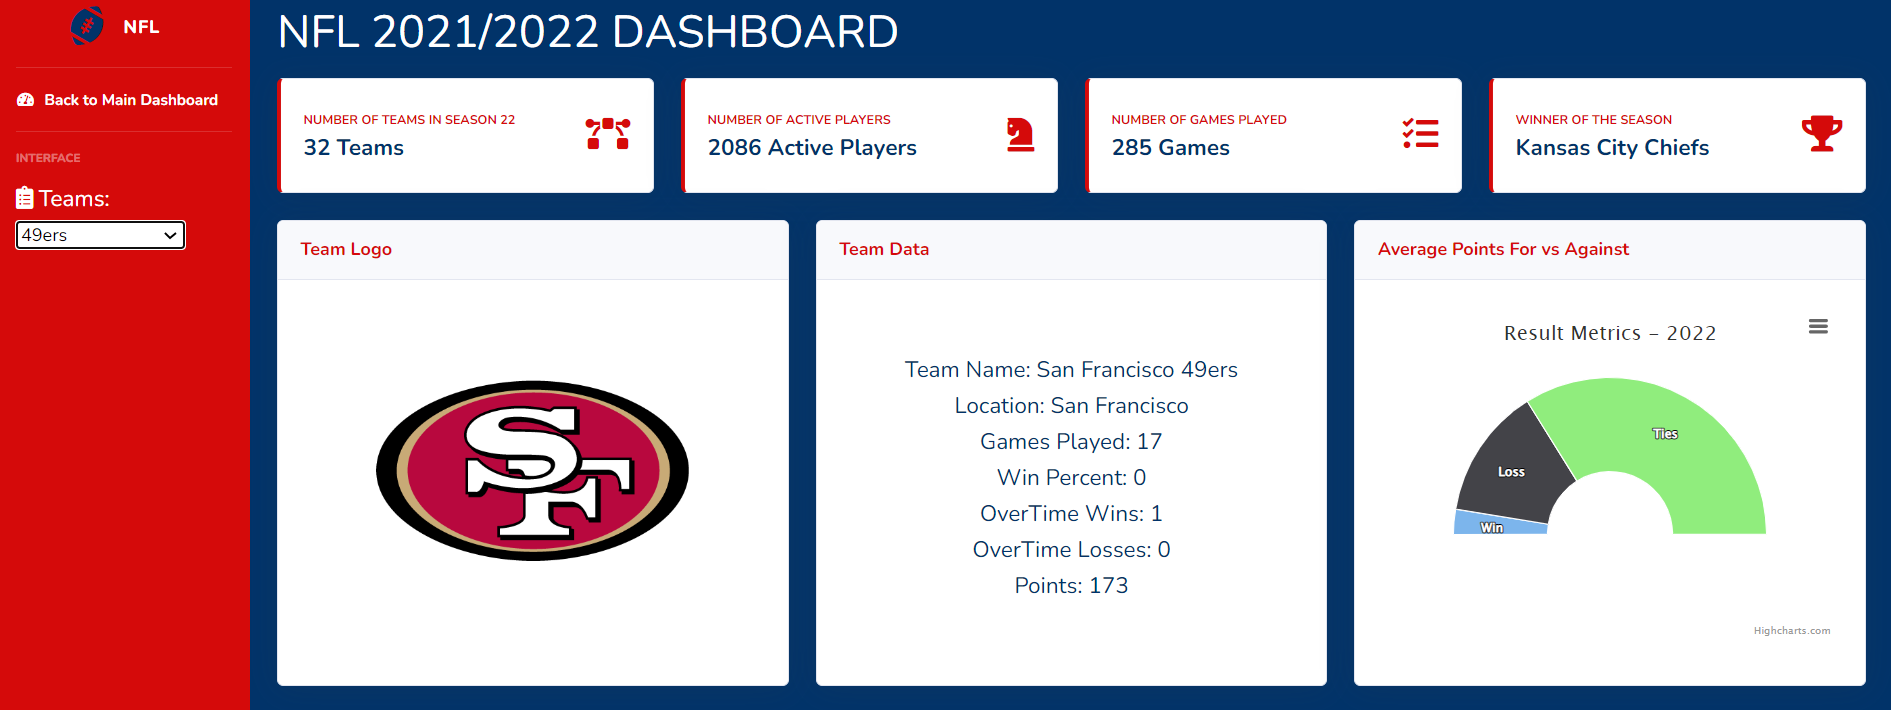 NFL
Back to Main Dashboard
INTERFACE
Teams:
49ers
NFL 2021/2022 DASHBOARD
NUMBER OF TEAMS IN SEASON 22
32 Teams
NUMBER OF ACTIVE PLAYERS
2086 Active Players
NUMBER OF GAMES PLAYED
285 Games
WINNER OF THE SEASON
Kansas City Chiefs
Team Logo
SF
Team Data
Team Name: San Francisco 49ers
Location: San Francisco
Games Played: 17
Win Percent: 0
OverTime Wins: 1
OverTime Losses: 0
Points: 173
Average Points For vs Against
Result Metrics – 2022
Ties
Loss
Win
Highcharts.com